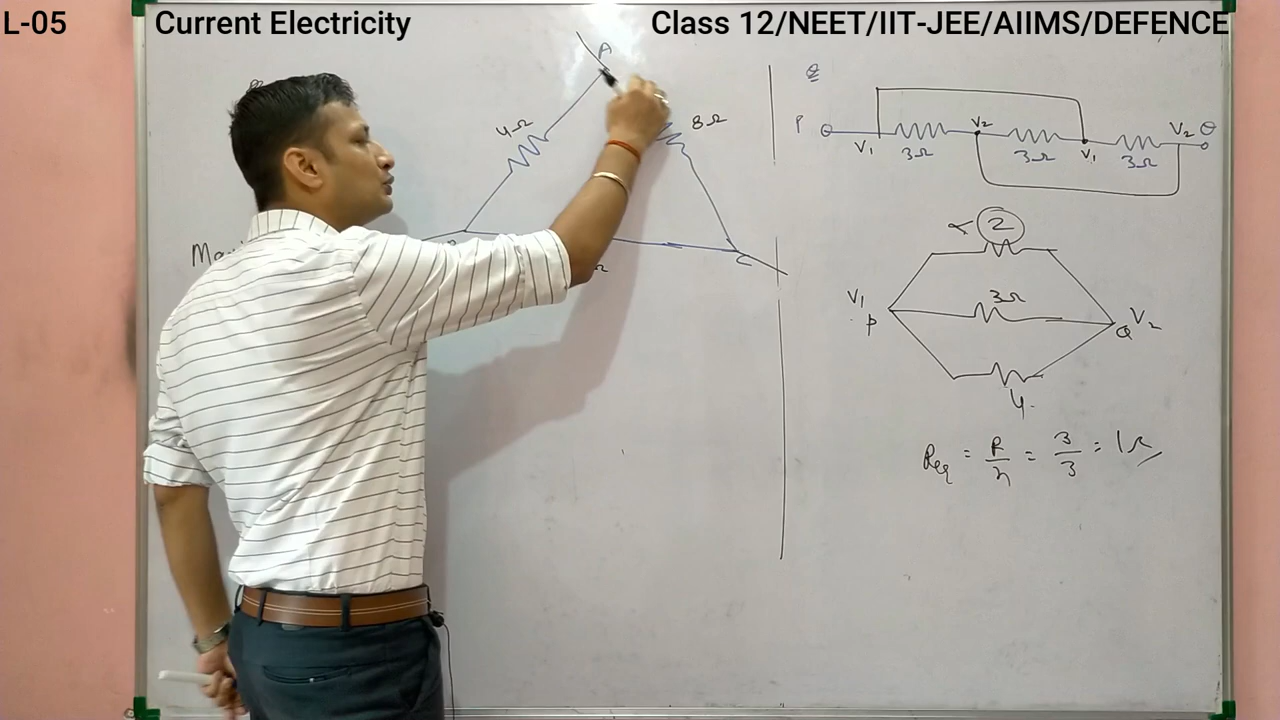 L-05 Current Electricity Class 12/NEET/IIT-JEE/AIIMS/DEFENCE
A
4Ω
8Ω
C
P
V₁
3Ω
V₂
3Ω
V₁
3Ω
V₂
2
V₁
P
3Ω
Q V₂
Req = R/n = 3/3 = 1Ω